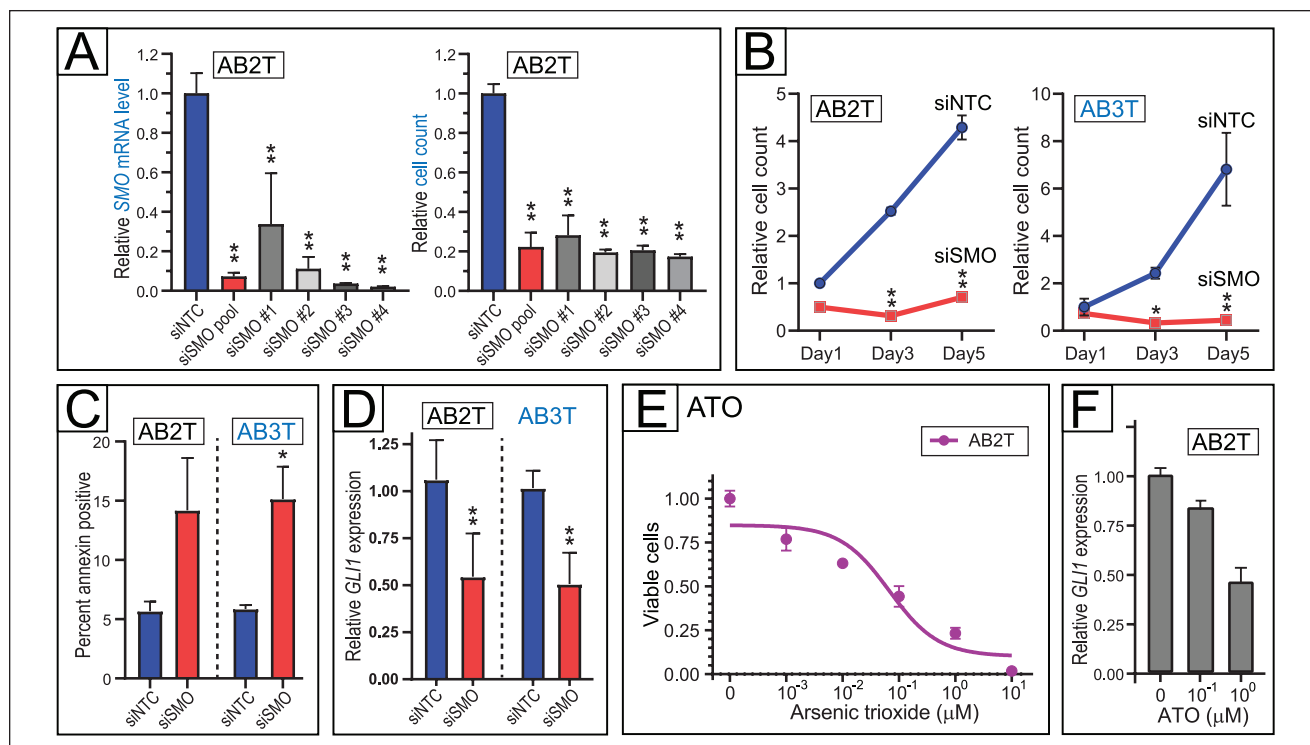 A
AB2T
Relative SMO mRNA level
1.2
1.0
0.8
0.6
0.4
0.2
0.0
**
**
**
**
**
siNTC
siSMO pool
siSMO #1
siSMO #2
siSMO #3
siSMO #4
AB2T
Relative cell count
1.2
1.0
0.8
0.6
0.4
0.2
0.0
**
**
**
**
**
siNTC
siSMO pool
siSMO #1
siSMO #2
siSMO #3
siSMO #4
B
AB2T
siNTC
Relative cell count
5
4
3
2
1
0
siSMO
**
**
Day1
Day3
Day5
AB3T
siNTC
Relative cell count
10
8
6
4
2
0
siSMO
*
**
Day1
Day3
Day5
C
AB2T
AB3T
Percent annexin positive
20
15
10
5
0
*
siNTC
siSMO
siNTC
siSMO
D
AB2T
AB3T
Relative GLI1 expression
1.25
1.00
0.75
0.50
0.25
0.00
**
**
siNTC
siSMO
siNTC
siSMO
E
ATO
AB2T
Viable cells
1.00
0.75
0.50
0.25
0.00
0
10⁻³
10⁻²
10⁻¹
10⁰
10¹
Arsenic trioxide (μM)
F
AB2T
Relative GLI1 expression
1.00
0.75
0.50
0.25
0.00
0
10⁻¹
10⁰
ATO (μM)